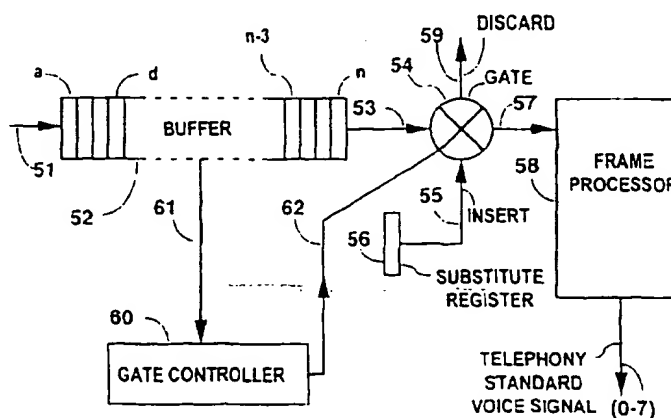 59
DISCARD
n-3
a
d
n
54
GATE
53
57
BUFFER
51
52
58
FRAME
PROCESSOR
61
62
55
INSERT
56
SUBSTITUTE
REGISTER
60
GATE CONTROLLER
TELEPHONY
STANDARD
VOICE SIGNAL (0-7)